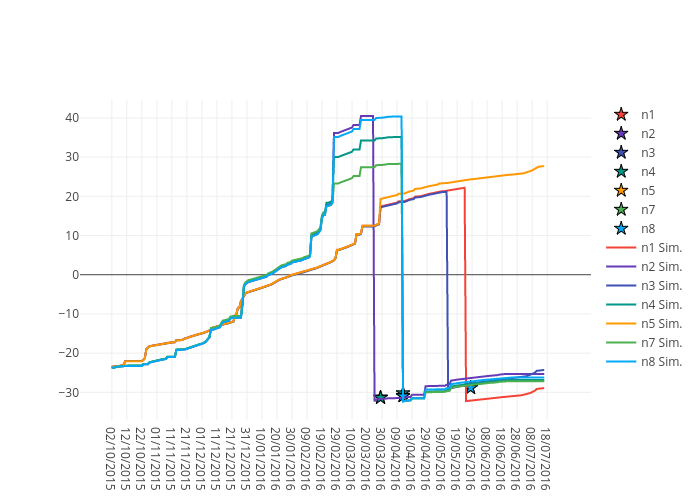 40
30
20
10
0
−10
−20
−30
02/10/2015
12/10/2015
22/10/2015
01/11/2015
11/11/2015
21/11/2015
01/12/2015
11/12/2015
21/12/2015
31/12/2015
10/01/2016
20/01/2016
30/01/2016
09/02/2016
19/02/2016
29/02/2016
10/03/2016
20/03/2016
30/03/2016
09/04/2016
19/04/2016
29/04/2016
09/05/2016
19/05/2016
29/05/2016
08/06/2016
18/06/2016
28/06/2016
08/07/2016
18/07/2016
n1
n2
n3
n4
n5
n7
n8
n1 Sim.
n2 Sim.
n3 Sim.
n4 Sim.
n5 Sim.
n7 Sim.
n8 Sim.